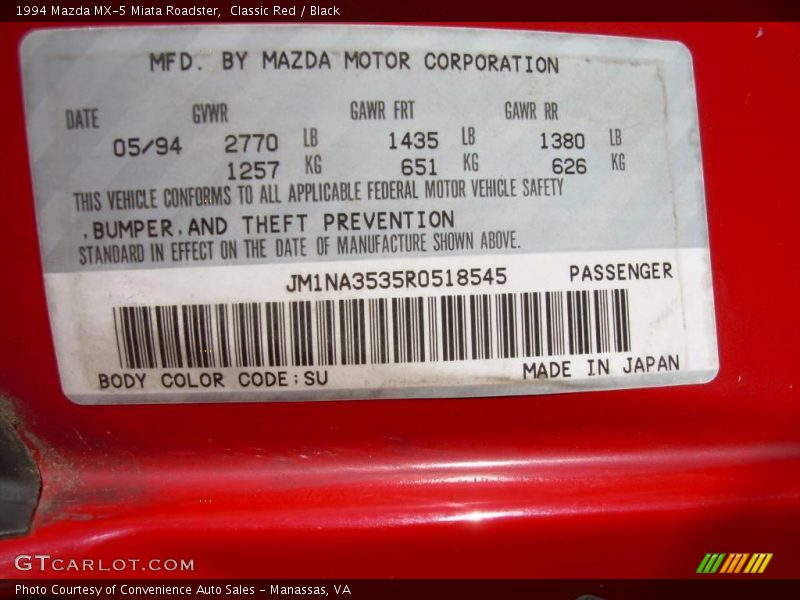 1994 Mazda MX-5 Miata Roadster, Classic Red / Black
MFD. BY MAZDA MOTOR CORPORATION
DATE GVWR GAWR FRT GAWR RR
05/94 2770 LB 1435 LB 1380 LB
1257 KG 651 KG 626 KG
THIS VEHICLE CONFORMS TO ALL APPLICABLE FEDERAL MOTOR VEHICLE SAFETY
,BUMPER,AND THEFT PREVENTION
STANDARD IN EFFECT ON THE DATE OF MANUFACTURE SHOWN ABOVE.
JM1NA3535R0518545 PASSENGER
BODY COLOR CODE:SU MADE IN JAPAN
GTCARLOT.COM
Photo Courtesy of Convenience Auto Sales - Manassas, VA